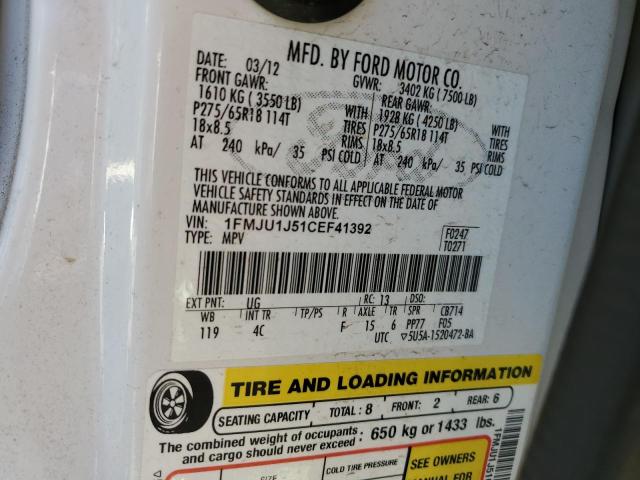 MFD. BY FORD MOTOR CO.
DATE: 03/12 GVWR: 3402 KG ( 7500 LB)
FRONT GAWR: REAR GAWR:
1610 KG ( 3550 LB) WITH 1928 KG ( 4250 LB) WITH
P275/65R18 114T TIRES P275/65R18 114T TIRES
18x8.5 RIMS 18x8.5 RIMS
AT 240 kPa/ 35 PSI COLD AT 240 kPa/ 35 PSI COLD
THIS VEHICLE CONFORMS TO ALL APPLICABLE FEDERAL MOTOR
VEHICLE SAFETY STANDARDS IN EFFECT ON THE DATE OF
MANUFACTURE SHOWN ABOVE.
VIN: 1FMJU1J51CEF41392 F0247
TYPE: MPV T0271
EXT PNT: UG RC: 13 DSO:
WB INT TR TP/PS R AXLE TR SPR CB714
119 4C F 15 6 PP77 F05
UTC ▽5U5A-1520472-BA
TIRE AND LOADING INFORMATION
SEATING CAPACITY TOTAL : 8 FRONT: 2 REAR: 6
The combined weight of occupants
and cargo should never exceed : 650 kg or 1433 lbs.
SIZE COLD TIRE PRESSURE SEE OWNERS
MANUAL
1FMJU1J51